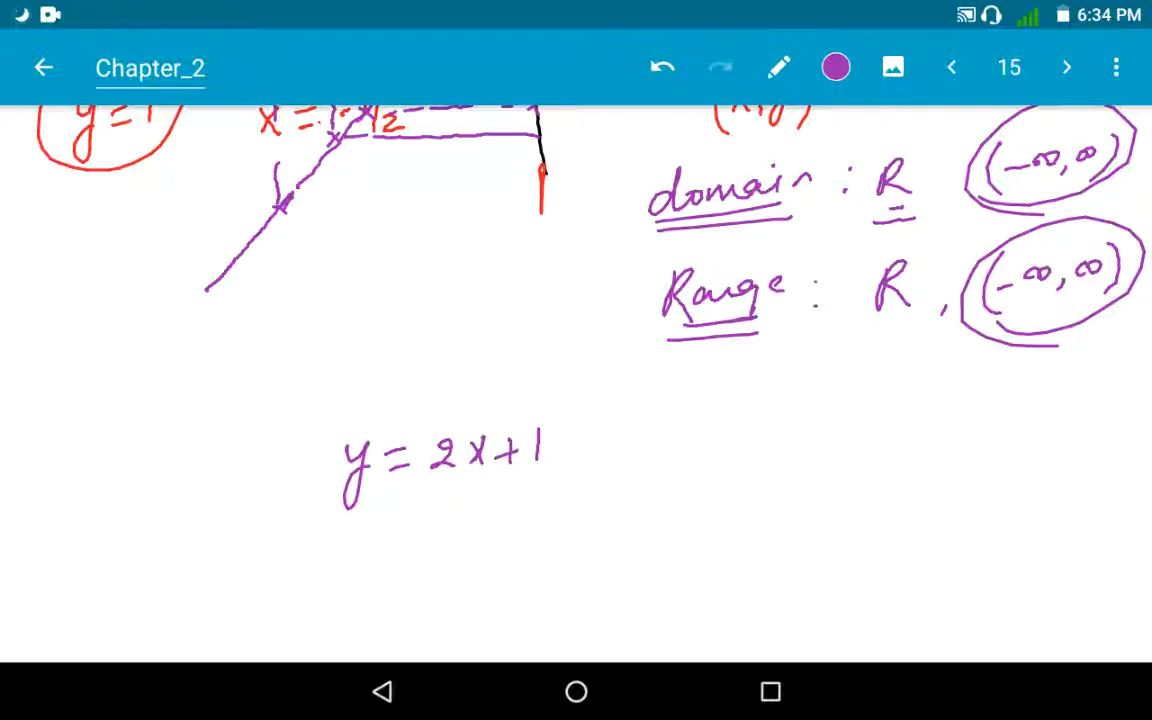 6:34 PM
Chapter_2
15
y = 1
(x,y)
domain : R (-∞,∞)
Range : R , (-∞,∞)
y = 2x+1